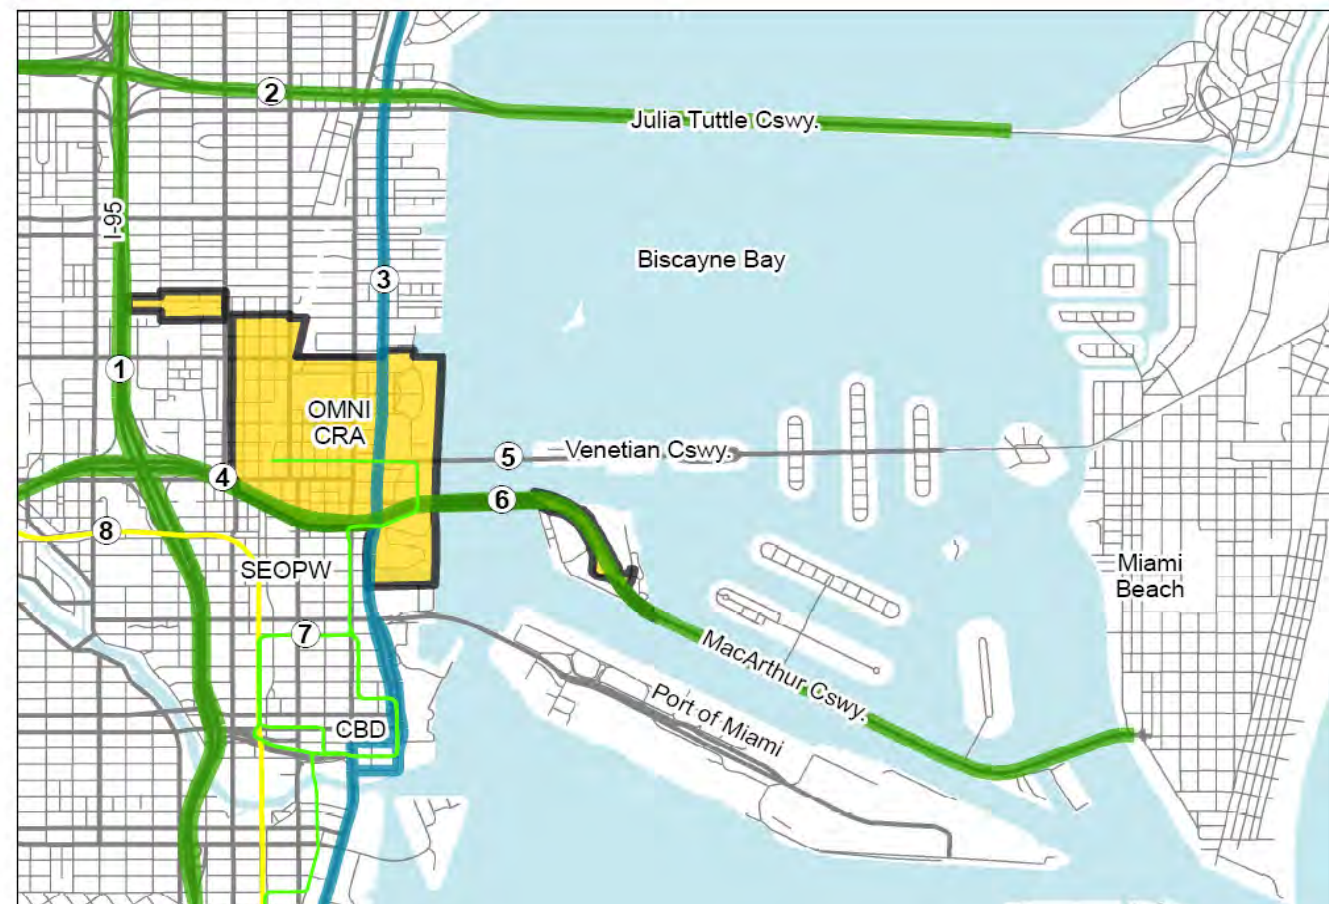 2
Julia Tuttle Cswy.
I-95
Biscayne Bay
3
1
OMNI
CRA
5
Venetian Cswy.
4
6
8
SEOPW
Miami
Beach
7
MacArthur Cswy.
Port of Miami
CBD